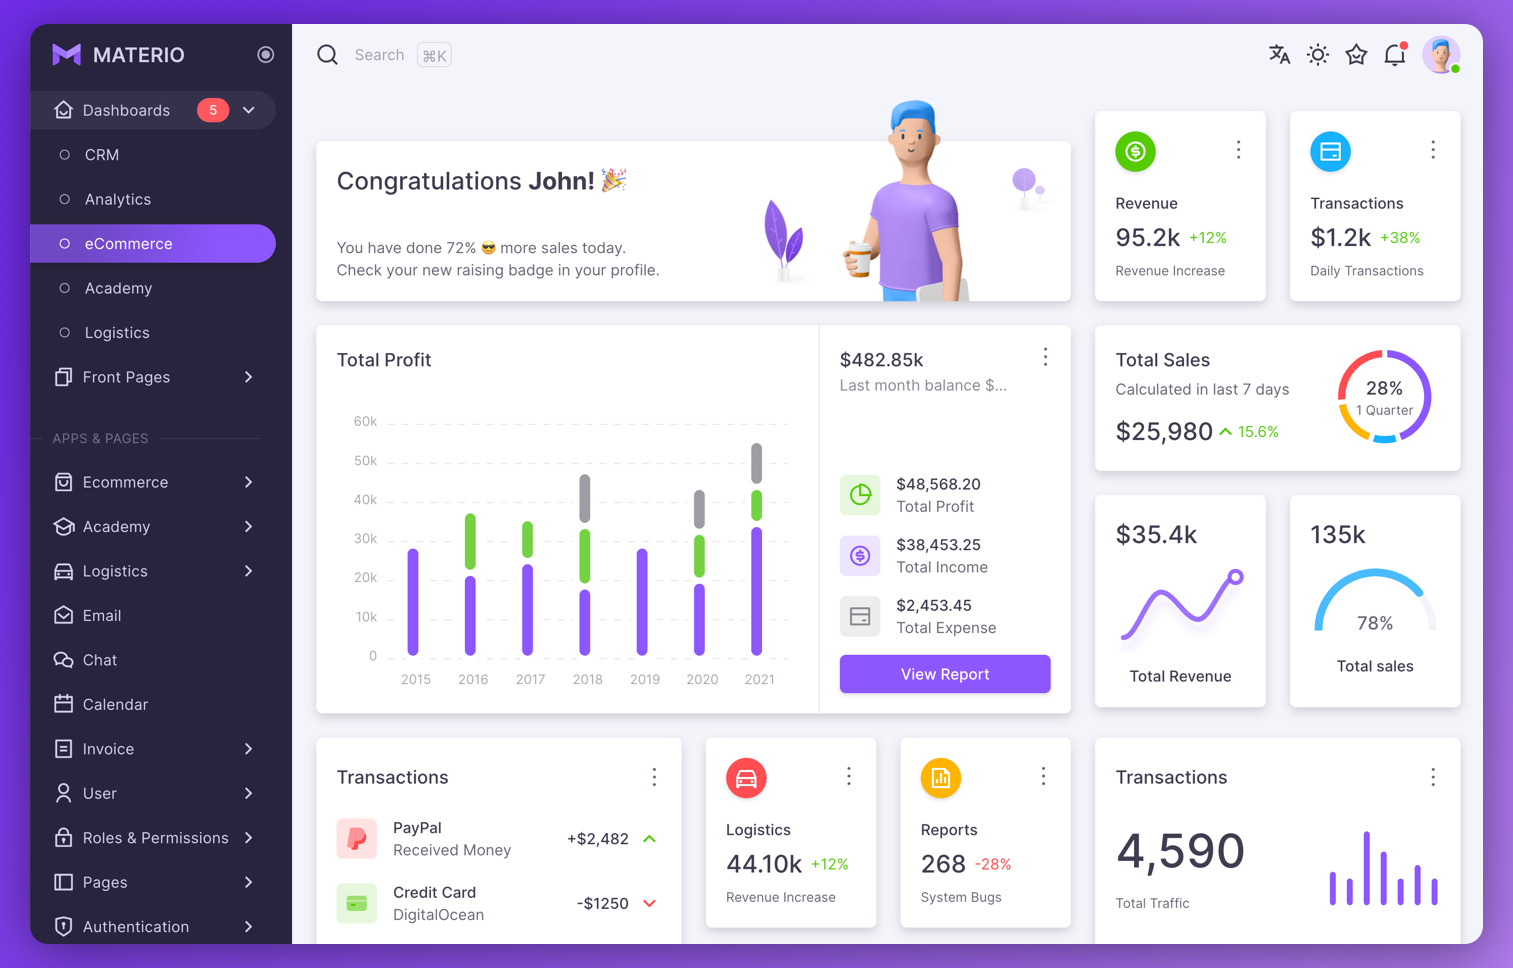 MATERIO
Dashboards
5
CRM
Analytics
eCommerce
Academy
Logistics
Front Pages
APPS & PAGES
Ecommerce
Academy
Logistics
Email
Chat
Calendar
Invoice
User
Roles & Permissions
Pages
Authentication
Search
⌘K
Congratulations John! 🎉
You have done 72% 😎 more sales today.
Check your new raising badge in your profile.
Revenue
95.2k +12%
Revenue Increase
Transactions
$1.2k +38%
Daily Transactions
Total Profit
60k
50k
40k
30k
20k
10k
0
2015 2016 2017 2018 2019 2020 2021
$482.85k
Last month balance $...
$48,568.20
Total Profit
$38,453.25
Total Income
$2,453.45
Total Expense
View Report
Total Sales
Calculated in last 7 days
$25,980 15.6%
28%
1 Quarter
$35.4k
Total Revenue
135k
78%
Total sales
Transactions
PayPal
Received Money
+$2,482
Credit Card
DigitalOcean
-$1250
Logistics
44.10k +12%
Revenue Increase
Reports
268 -28%
System Bugs
Transactions
4,590
Total Traffic